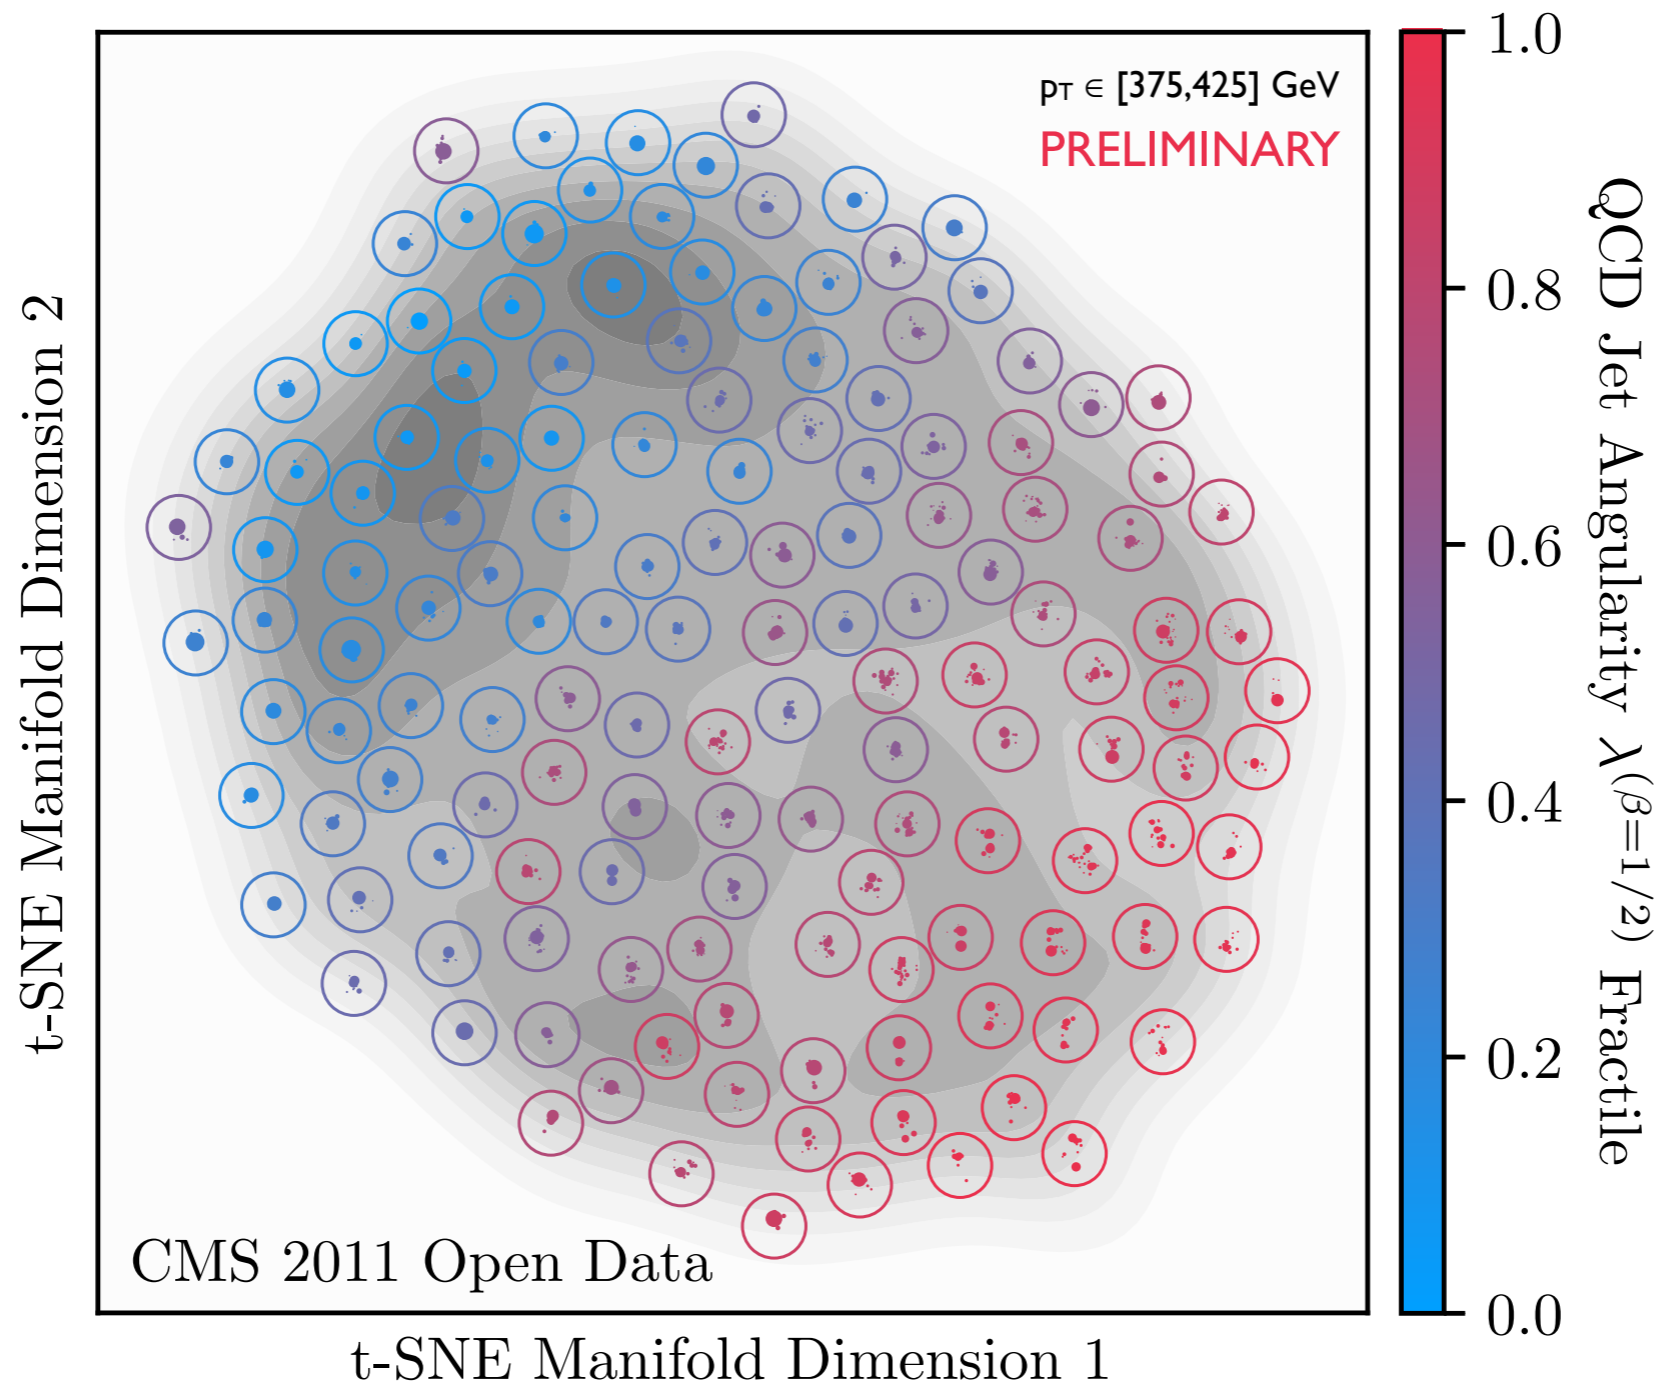 pT ∈ [375,425] GeV
PRELIMINARY
CMS 2011 Open Data
t-SNE Manifold Dimension 1
t-SNE Manifold Dimension 2
1.0
0.8
0.6
0.4
0.2
0.0
QCD Jet Angularity λ(β=1/2) Fractile